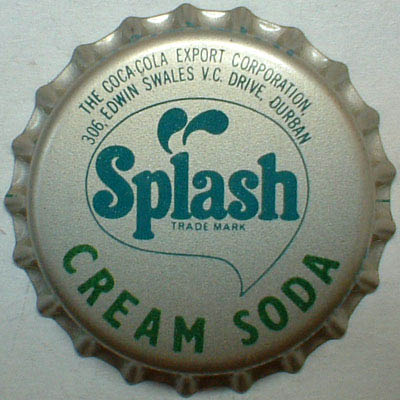 THE COCA-COLA EXPORT CORPORATION
306, EDWIN SWALES V.C. DRIVE, DURBAN
Splash
TRADE MARK
CREAM SODA